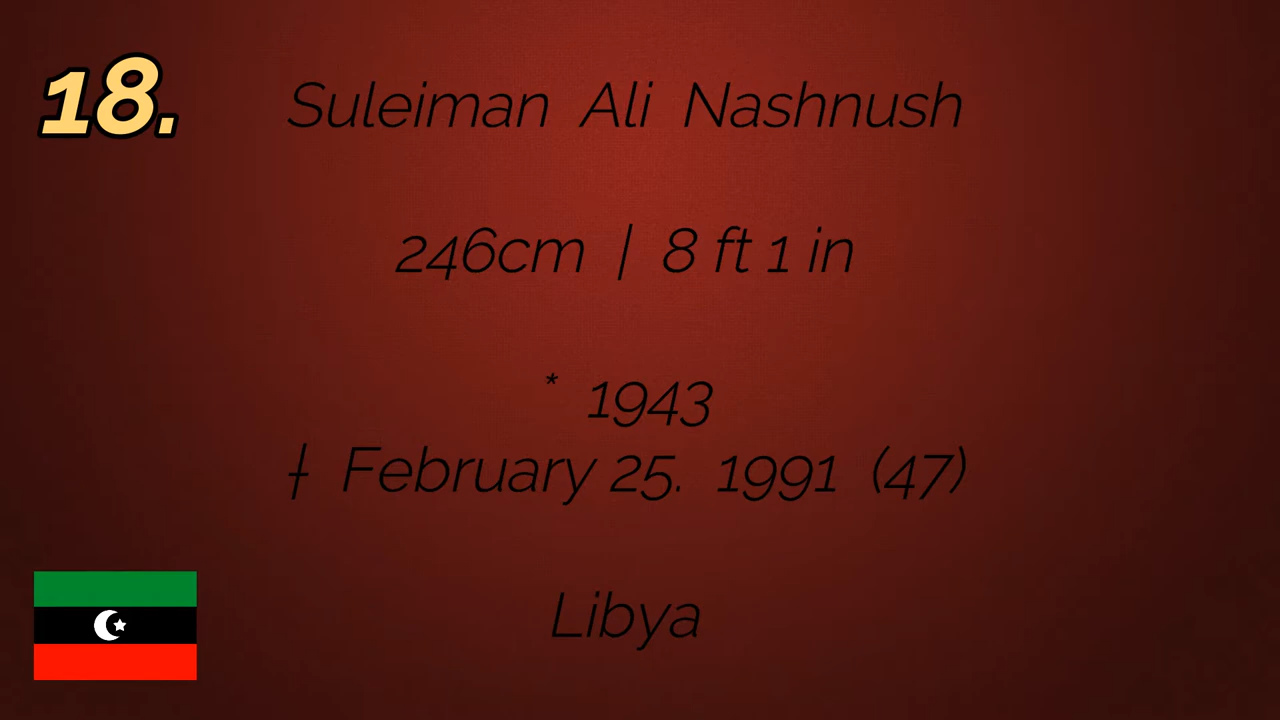 18.
Suleiman Ali Nashnush
246cm | 8 ft 1 in
* 1943
† February 25. 1991 (47)
Libya